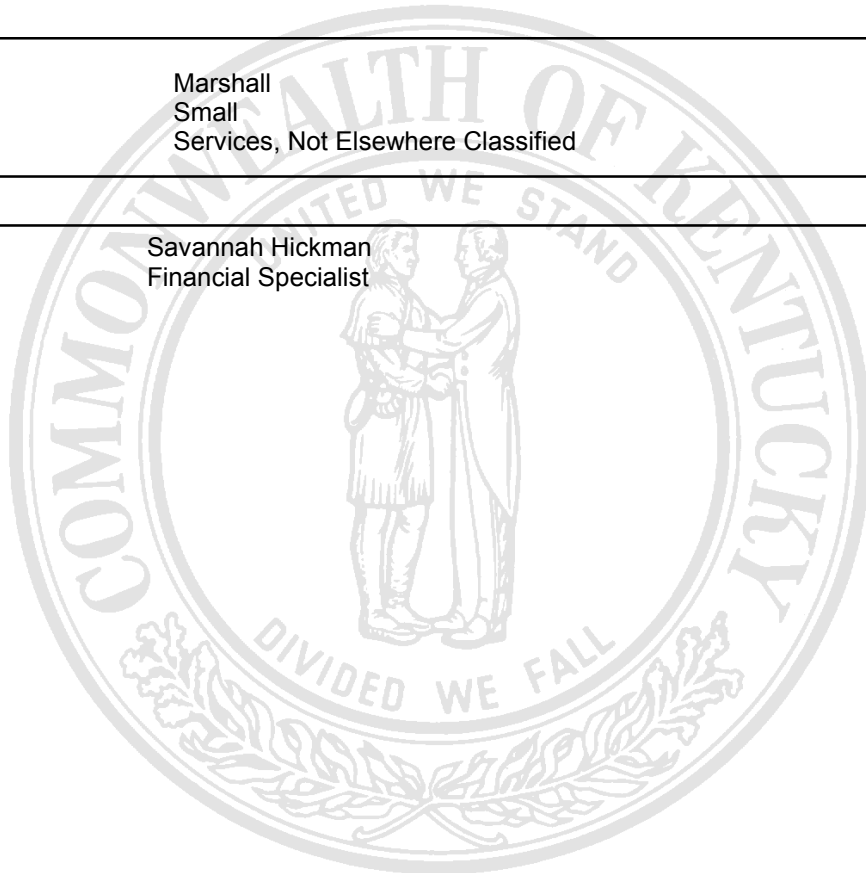 Marshall
Small
Services, Not Elsewhere Classified
Savannah Hickman
Financial Specialist
COMMONWEALTH OF KENTUCKY
UNITED WE STAND
DIVIDED WE FALL